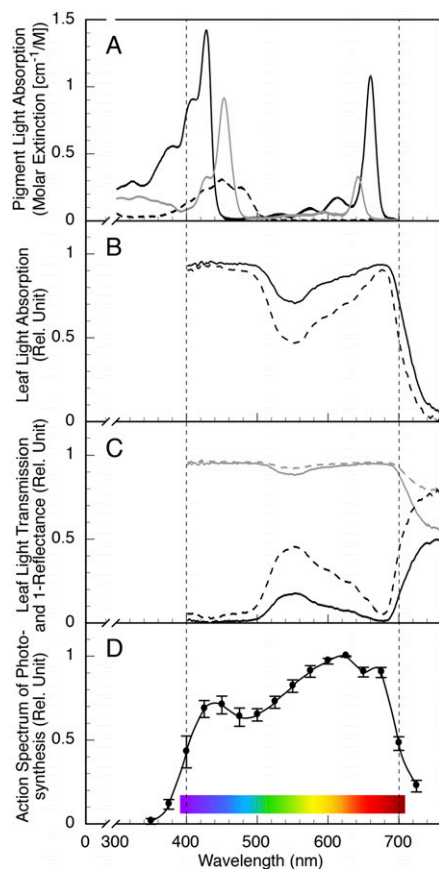 A
Pigment Light Absorption
(Molar Extinction [cm⁻¹/M])
1.5
1
0.5
0
B
Leaf Light Absorption
(Rel. Unit)
1
0.5
0
C
Leaf Light Transmission
and 1-Reflectance (Rel. Unit)
1
0.5
0
D
Action Spectrum of Photo-
synthesis (Rel. Unit)
1
0.5
0
0 300 400 500 600 700
Wavelength (nm)